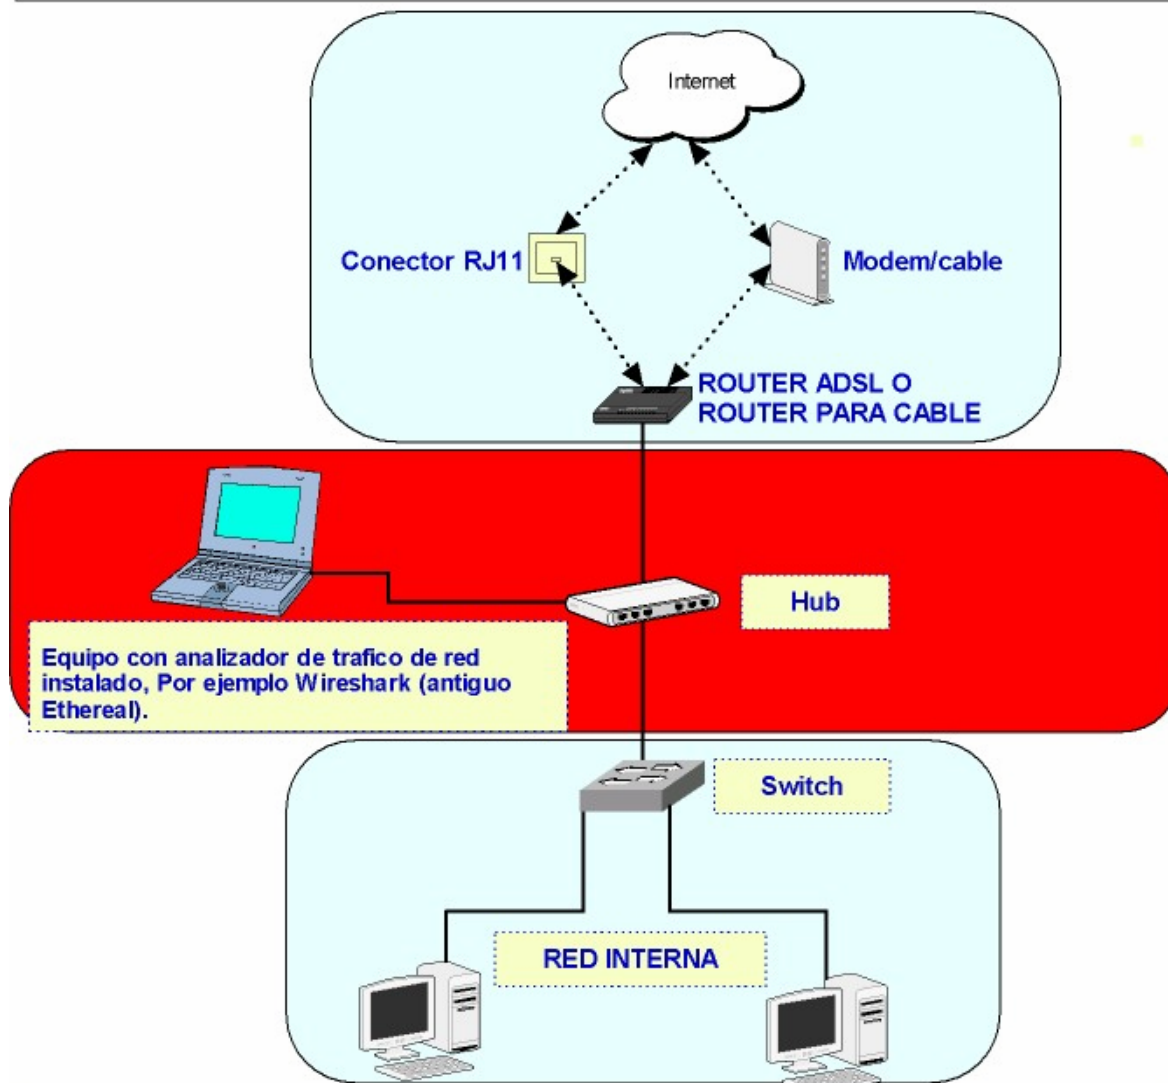 Internet
Conector RJ11
Modem/cable
ROUTER ADSL O
ROUTER PARA CABLE
Hub
Equipo con analizador de trafico de red
instalado, Por ejemplo Wireshark (antiguo
Ethereal).
Switch
RED INTERNA